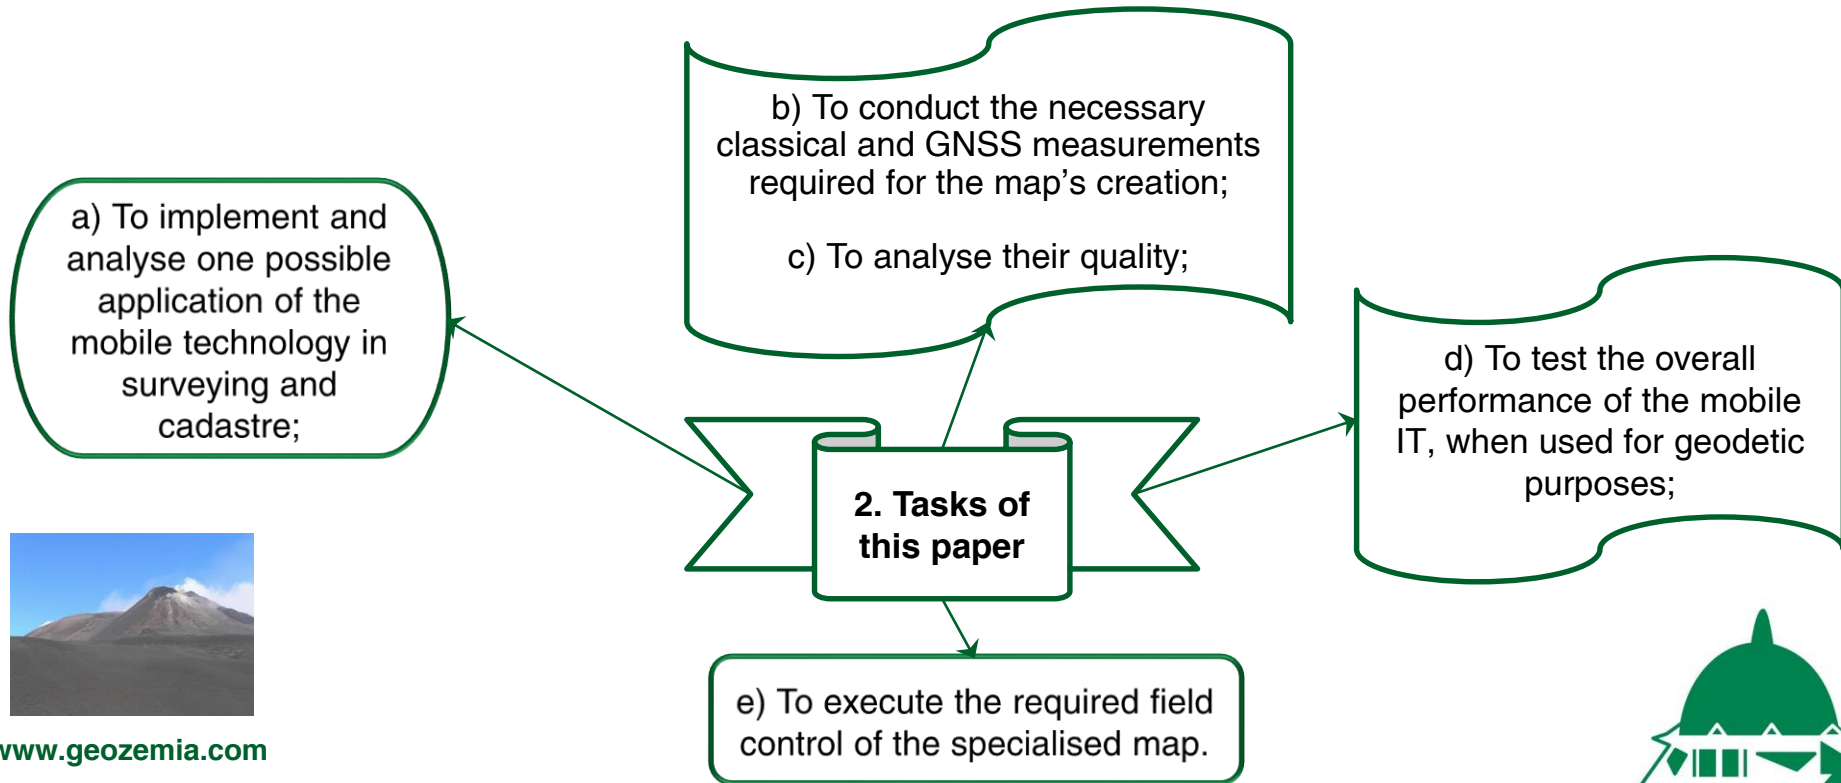 a) To implement and
analyse one possible
application of the
mobile technology in
surveying and
cadastre;
b) To conduct the necessary
classical and GNSS measurements
required for the map's creation;
c) To analyse their quality;
d) To test the overall
performance of the mobile
IT, when used for geodetic
purposes;
2. Tasks of
this paper
e) To execute the required field
control of the specialised map.
www.geozemia.com